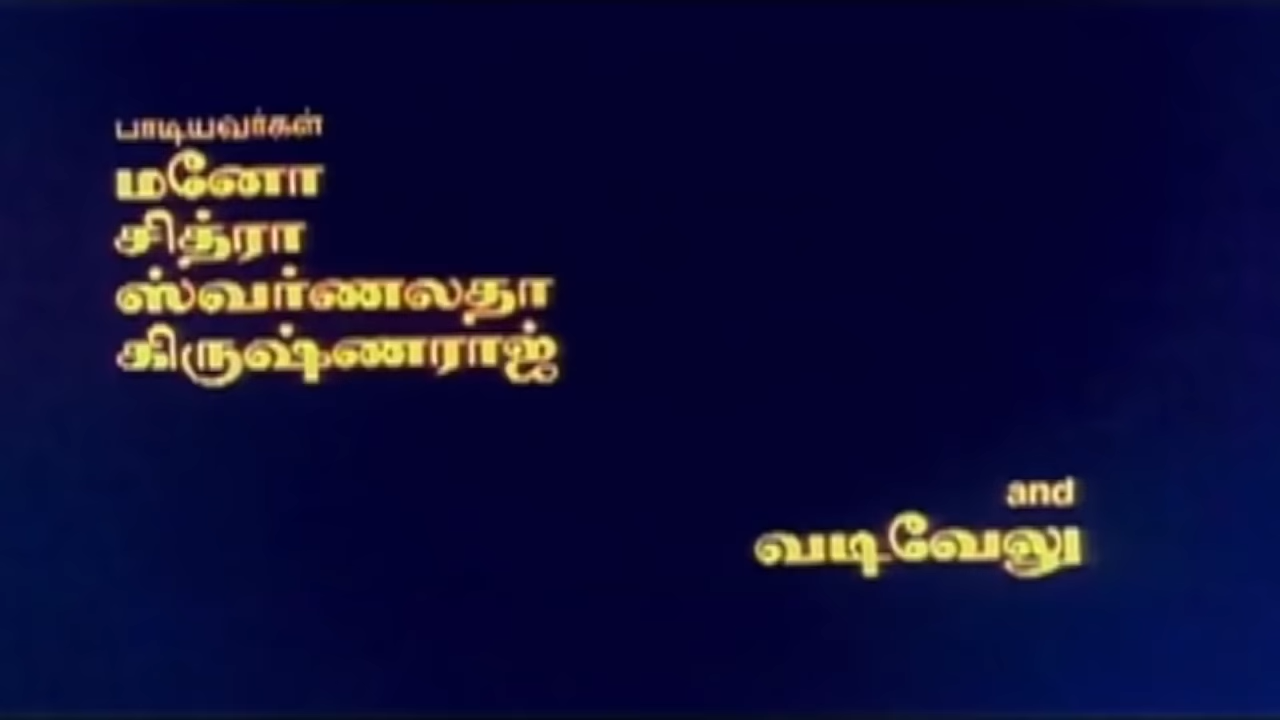 பாடியவர்கள்
மனோ
சித்ரா
ஸ்வர்ணலதா
கிருஷ்ணராஜ்
and
வடிவேலு